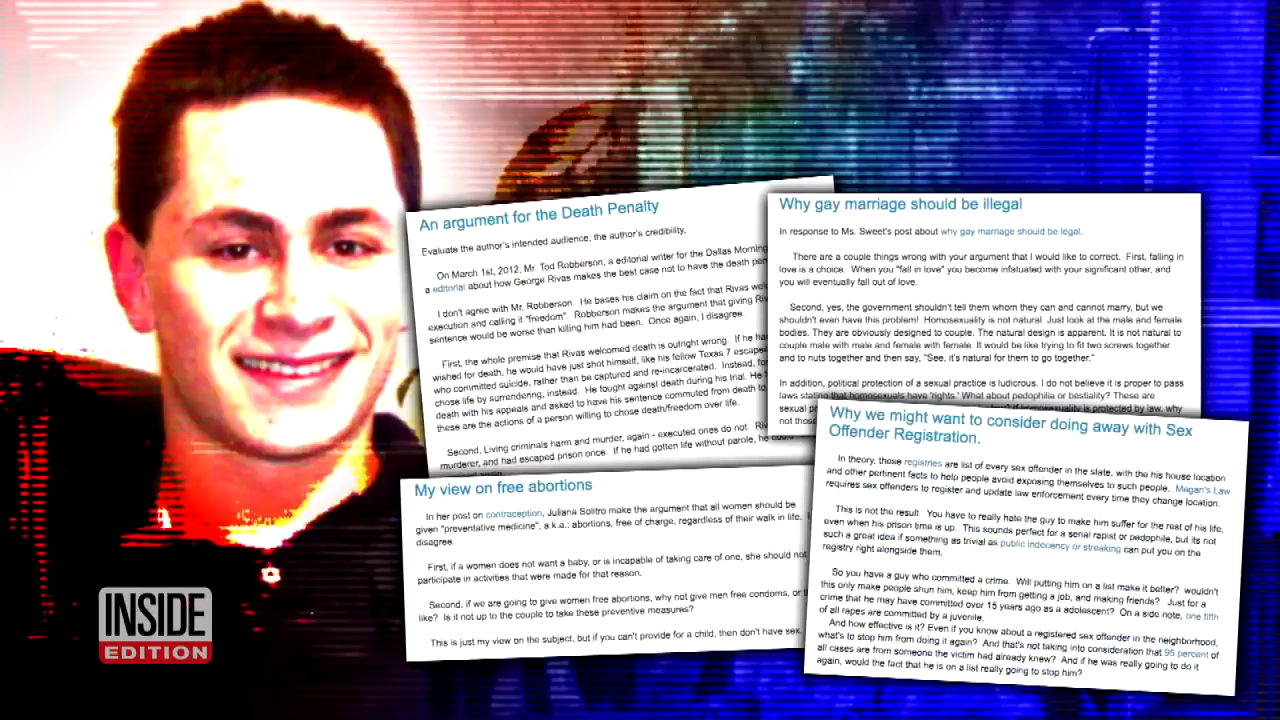 An argument for the Death Penalty
Evaluate the author's intended audience, the author's credibility,
On March 1st, 2012, Mr. Tod Robberson, a editorial writer for the Dallas Morning
a editorial about how George Rivas makes the best case not to have the death pen
I don't agree with Mr. Robberson. He bases his claim on the fact that Rivas welc
execution and calling it "freedom". Robberson makes the argument that giving Riv
sentence would be worse than killing him had been. Once again, I disagree.
First, the whole premise that Rivas welcomed death is outright wrong. If he ha
wished for death, he would have just shot himself, like his fellow Texas 7 escapee
who committed suicide, rather than be captured and re-incarcerated. Instead,
chose life by surrendering, instead. He fought against death during his trial. He
death with his appeals and asked to have his sentence commuted from death to
these are the actions of a person willing to chose death/freedom over life.
Second, Living criminals harm and murder, again - executed ones do not. Riv
murderer, and had escaped prison once. If he had gotten life without parole, he could
Why gay marriage should be illegal
In response to Ms. Sweet's post about why gay marriage should be legal.
There are a couple things wrong with your argument that I would like to correct. First, falling in
love is a choice. When you "fall in love" you become infatuated with your significant other, and
you will eventually fall out of love.
Second, yes, the government shouldn't tell them whom they can and cannot marry, but we
shouldn't even have this problem! Homosexuality is not natural. Just look at the male and female
bodies. They are obviously designed to couple. The natural design is apparent. It is not natural to
couple male with male and female with female. It would be like trying to fit two screws together
and to nuts together and then say, "See, it's natural for them to go together."
In addition, political protection of a sexual practice is ludicrous. I do not believe it is proper to pass
laws stating that homosexuals have 'rights.' What about pedophilia or bestiality? These are
sexual pr if homosexuality is protected by law, why
not thos
My view on free abortions
In her post on contraception, Juliana Solitro make the argument that all women should be
given "preventative medicine", a.k.a.: abortions, free of charge, regardless of their walk in life. I
disagree.
First, if a women does not want a baby, or is incapable of taking care of one, she should not
participate in activities that were made for that reason.
Second, if we are going to give women free abortions, why not give men free condoms, or th
like? Is it not up to the couple to take these preventive measures?
This is just my view on the subject, but if you can't provide for a child, then don't have sex.
Why we might want to consider doing away with Sex
Offender Registration.
In theory, these registries are list of every sex offender in the state, with the his house location
and other pertinent facts to help people avoid exposing themselves to such people. Megan's Law
requires sex offenders to register and update law enforcement every time they change location.
This is not the result You have to really hate the guy to make him suffer for the rest of his life,
even when his prison time is up. This sounds perfect for a serial rapist or pedophile, but its not
such a great idea if something as trivial as public indecency or streaking can put you on the
registry right alongside them.
So you have a guy who committed a crime. Will putting him on a list make it better? wouldn't
this only make people shun him, keep him from getting a job, and making friends? Just for a
crime that he may have committed over 15 years ago as a adolescent? On a side note, one fifth
of all rapes are committed by a juvenile.
And how effective is it? Even if you know about a registered sex offender in the neighborhood,
what's to stop him from doing it again? And that's not taking into consideration that 95 percent of
all cases are from someone the victim had already knew? And if he was really going to do it
again, would the fact that he is on a list really going to stop him?
INSIDE
EDITION